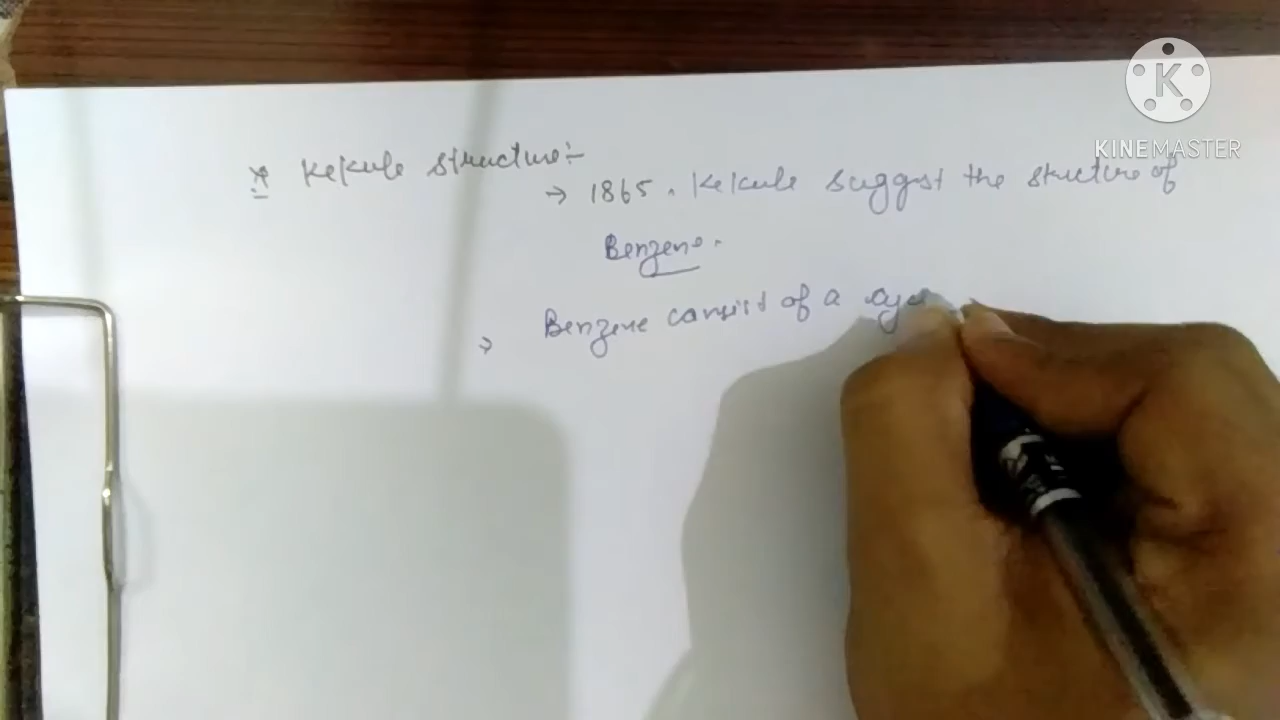 K
KINEMASTER
* Kekule structure:-
→ 1865. Kekule suggest the structure of
Benzene.
→ Benzene consist of a